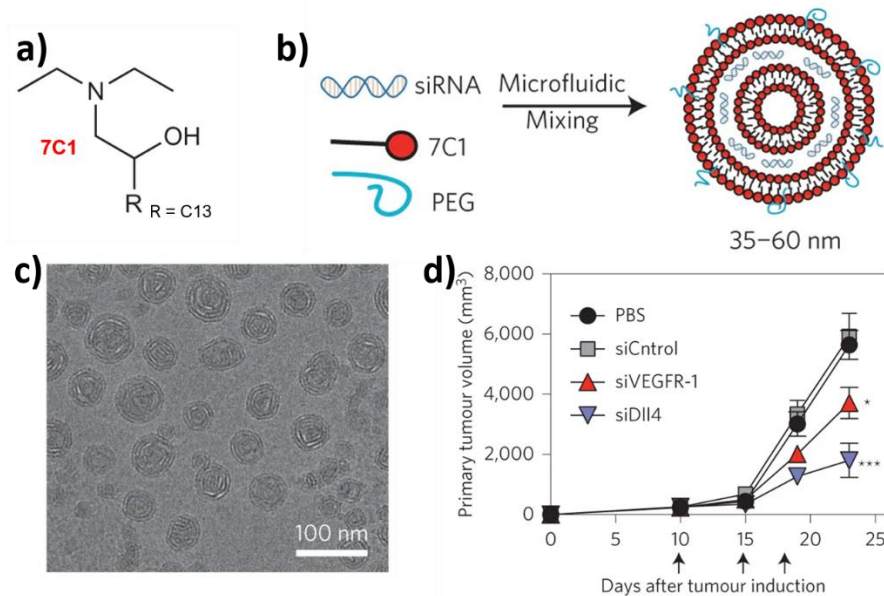 a)
N
OH
7C1
R
R = C13
b)
siRNA
7C1
PEG
Microfluidic
Mixing
35–60 nm
c)
100 nm
d)
Primary tumour volume (mm³)
8,000
6,000
4,000
2,000
0
PBS
siCntrol
siVEGFR-1
siDll4
*
***
0 5 10 15 20 25
Days after tumour induction